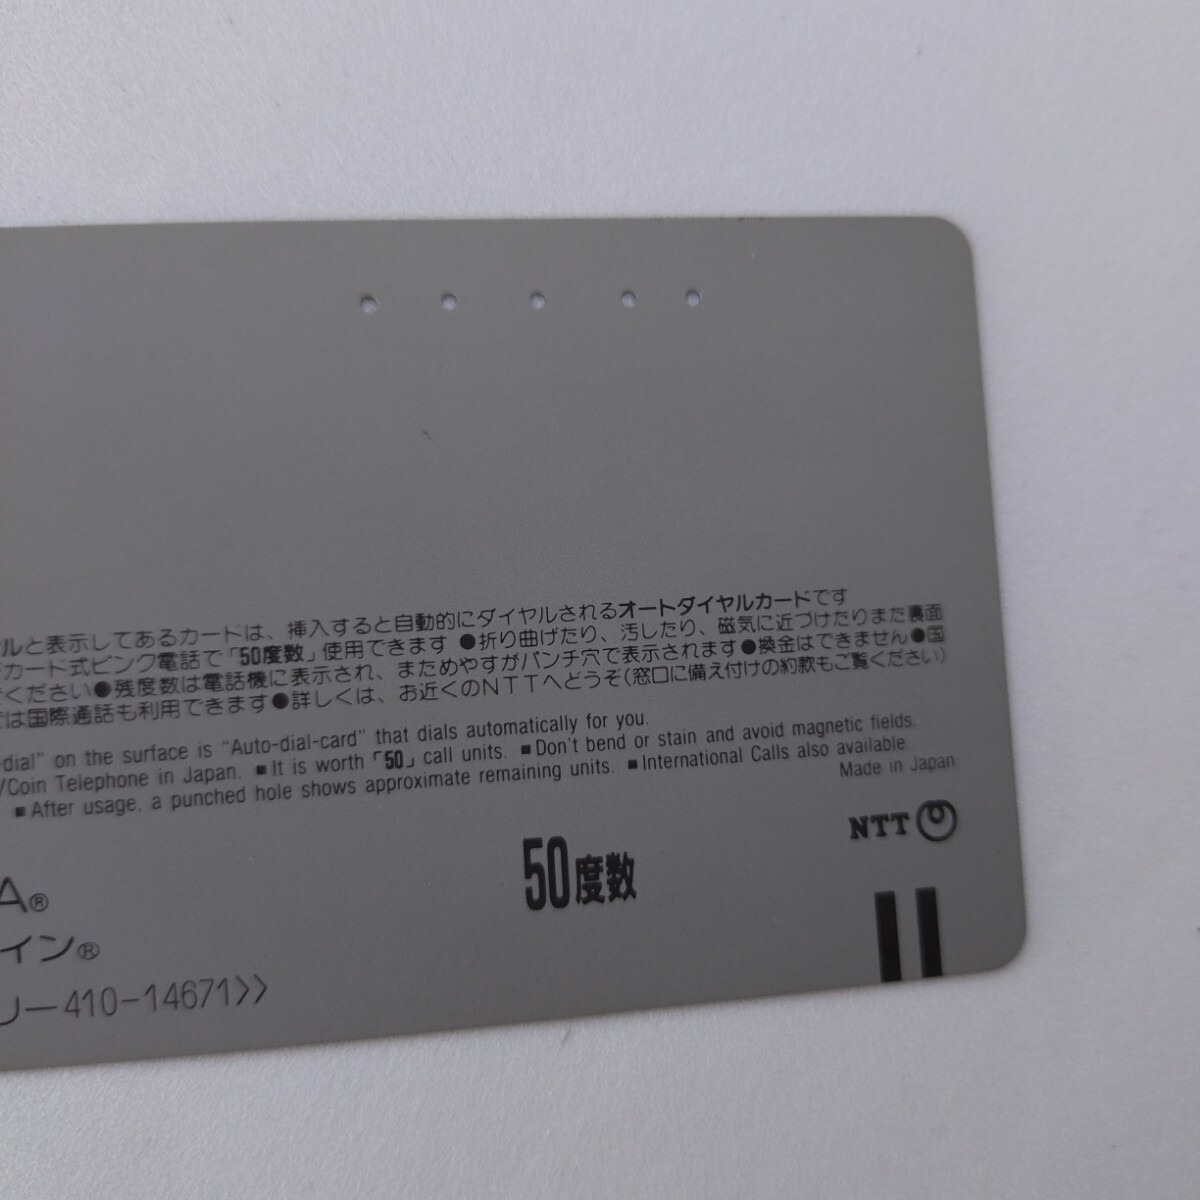 ルと表示してあるカードは、挿入すると自動的にダイヤルされるオートダイヤルカードです
カード式ピンク電話で「50度数」使用できます ●折り曲げたり、汚したり、磁気に近づけたりまた裏面
ください●残度数は電話機に表示され、まためやすがパンチ穴で表示されます●換金はできません●国
は国際通話も利用できます●詳しくは、お近くのNTTへどうぞ(窓口に備え付けの約款もご覧ください)
-dial" on the surface is "Auto-dial-card" that dials automatically for you.
/Coin Telephone in Japan. ■It is worth「50」call units. ■Don't bend or stain and avoid magnetic fields.
■After usage, a punched hole shows approximate remaining units. ■International Calls also available.
Made in Japan
NTT
50度数
A®
イン®
リー410-14671》